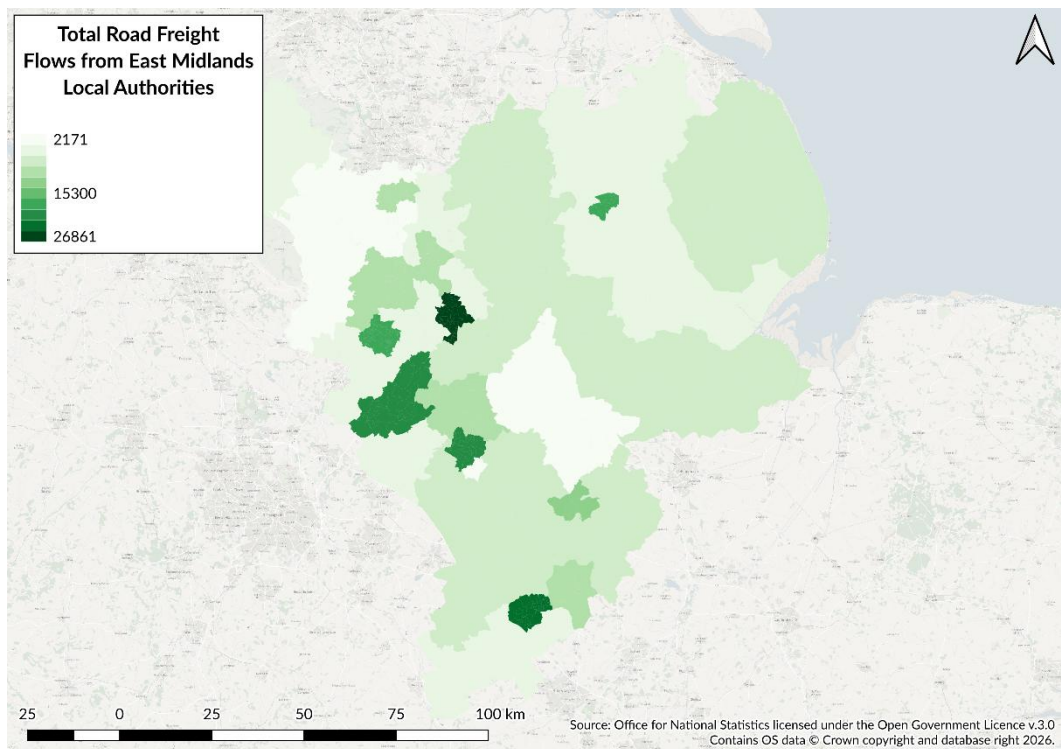 Total Road Freight
Flows from East Midlands
Local Authorities
2171
15300
26861
25 0 25 50 75 100 km
Source: Office for National Statistics licensed under the Open Government Licence v.3.0
Contains OS data © Crown copyright and database right 2026.